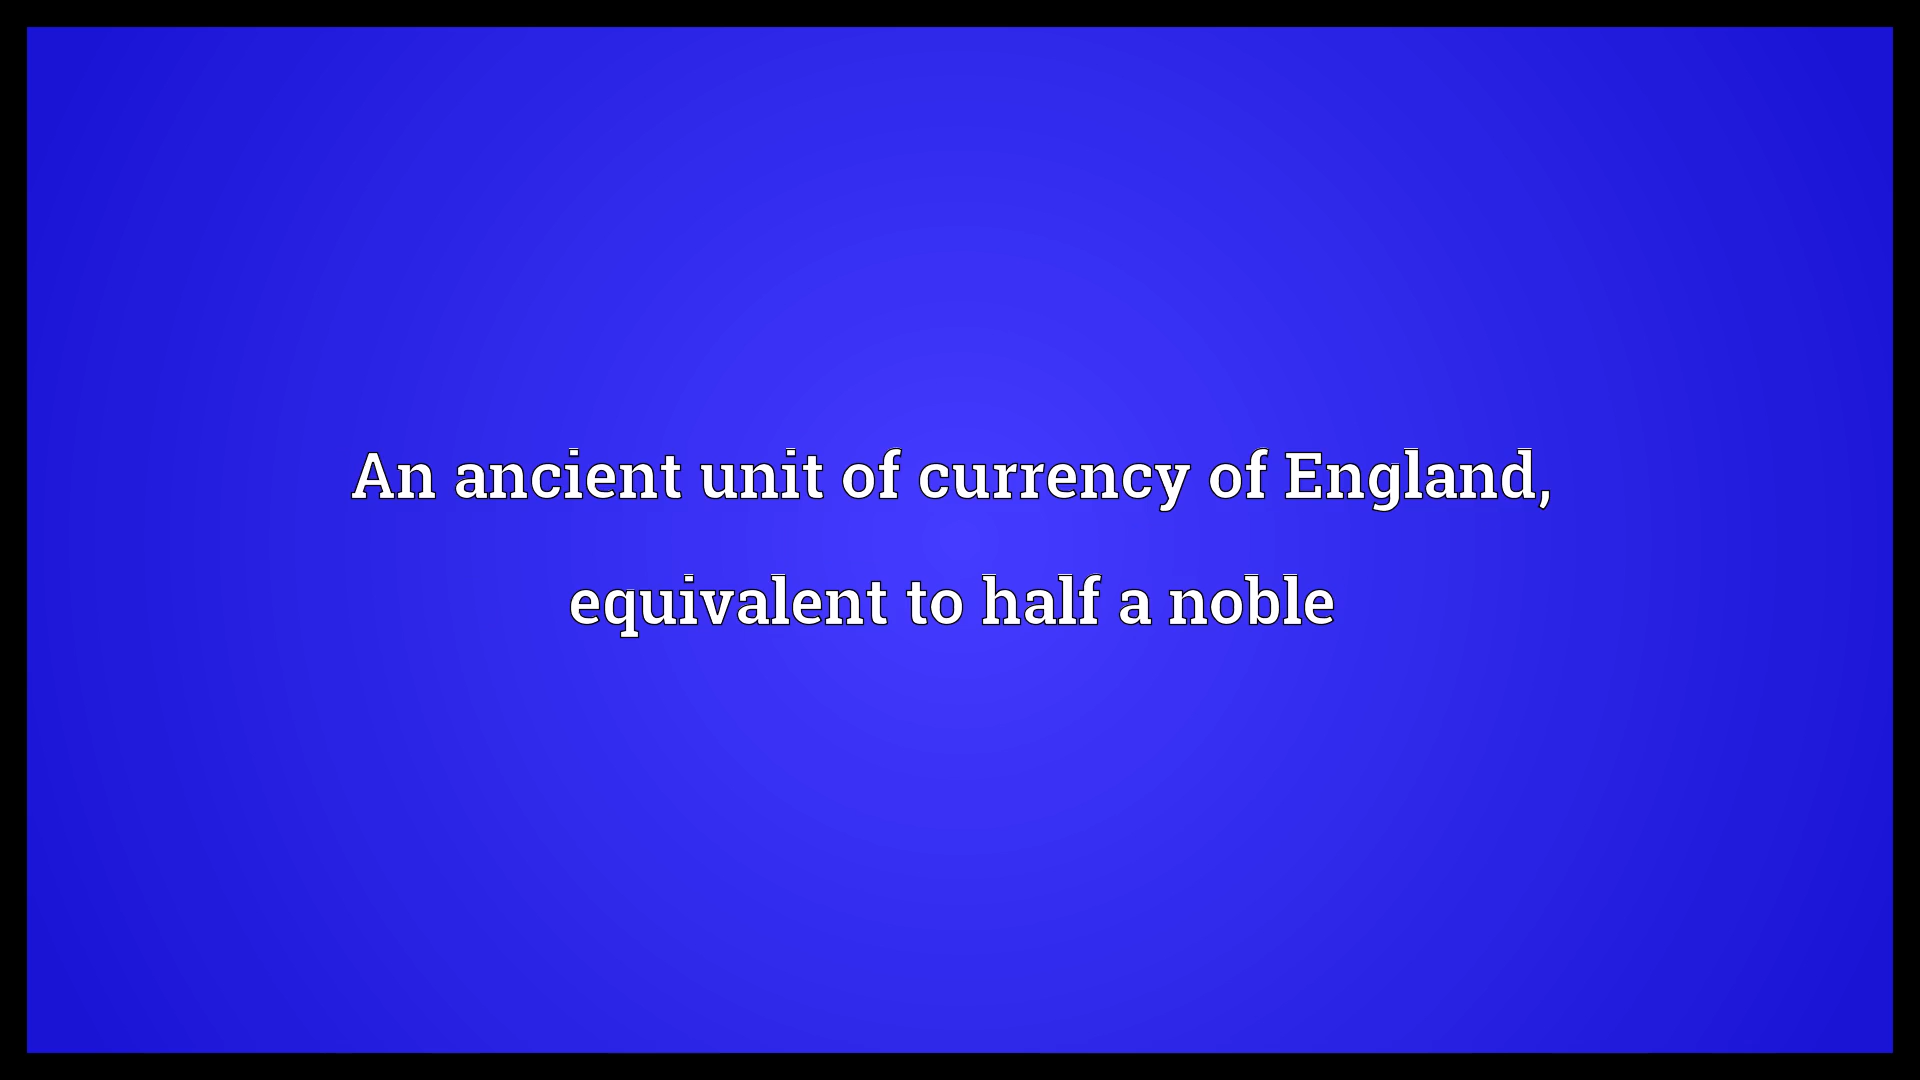 An ancient unit of currency of England,
equivalent to half a noble